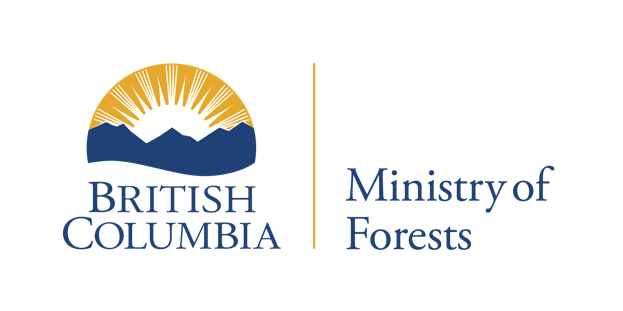 BRITISH
COLUMBIA
Ministry of
Forests